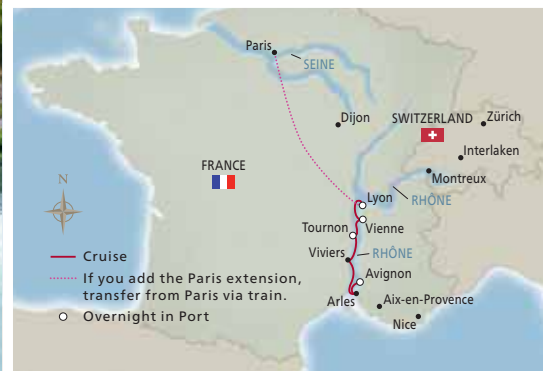 Paris
SEINE
Dijon
SWITZERLAND
Zürich
Interlaken
FRANCE
Montreux
Lyon
RHÔNE
N
Tournon
Vienne
Viviers
RHÔNE
Cruise
Avignon
If you add the Paris extension,
transfer from Paris via train.
Arles
Aix-en-Provence
Overnight in Port
Nice